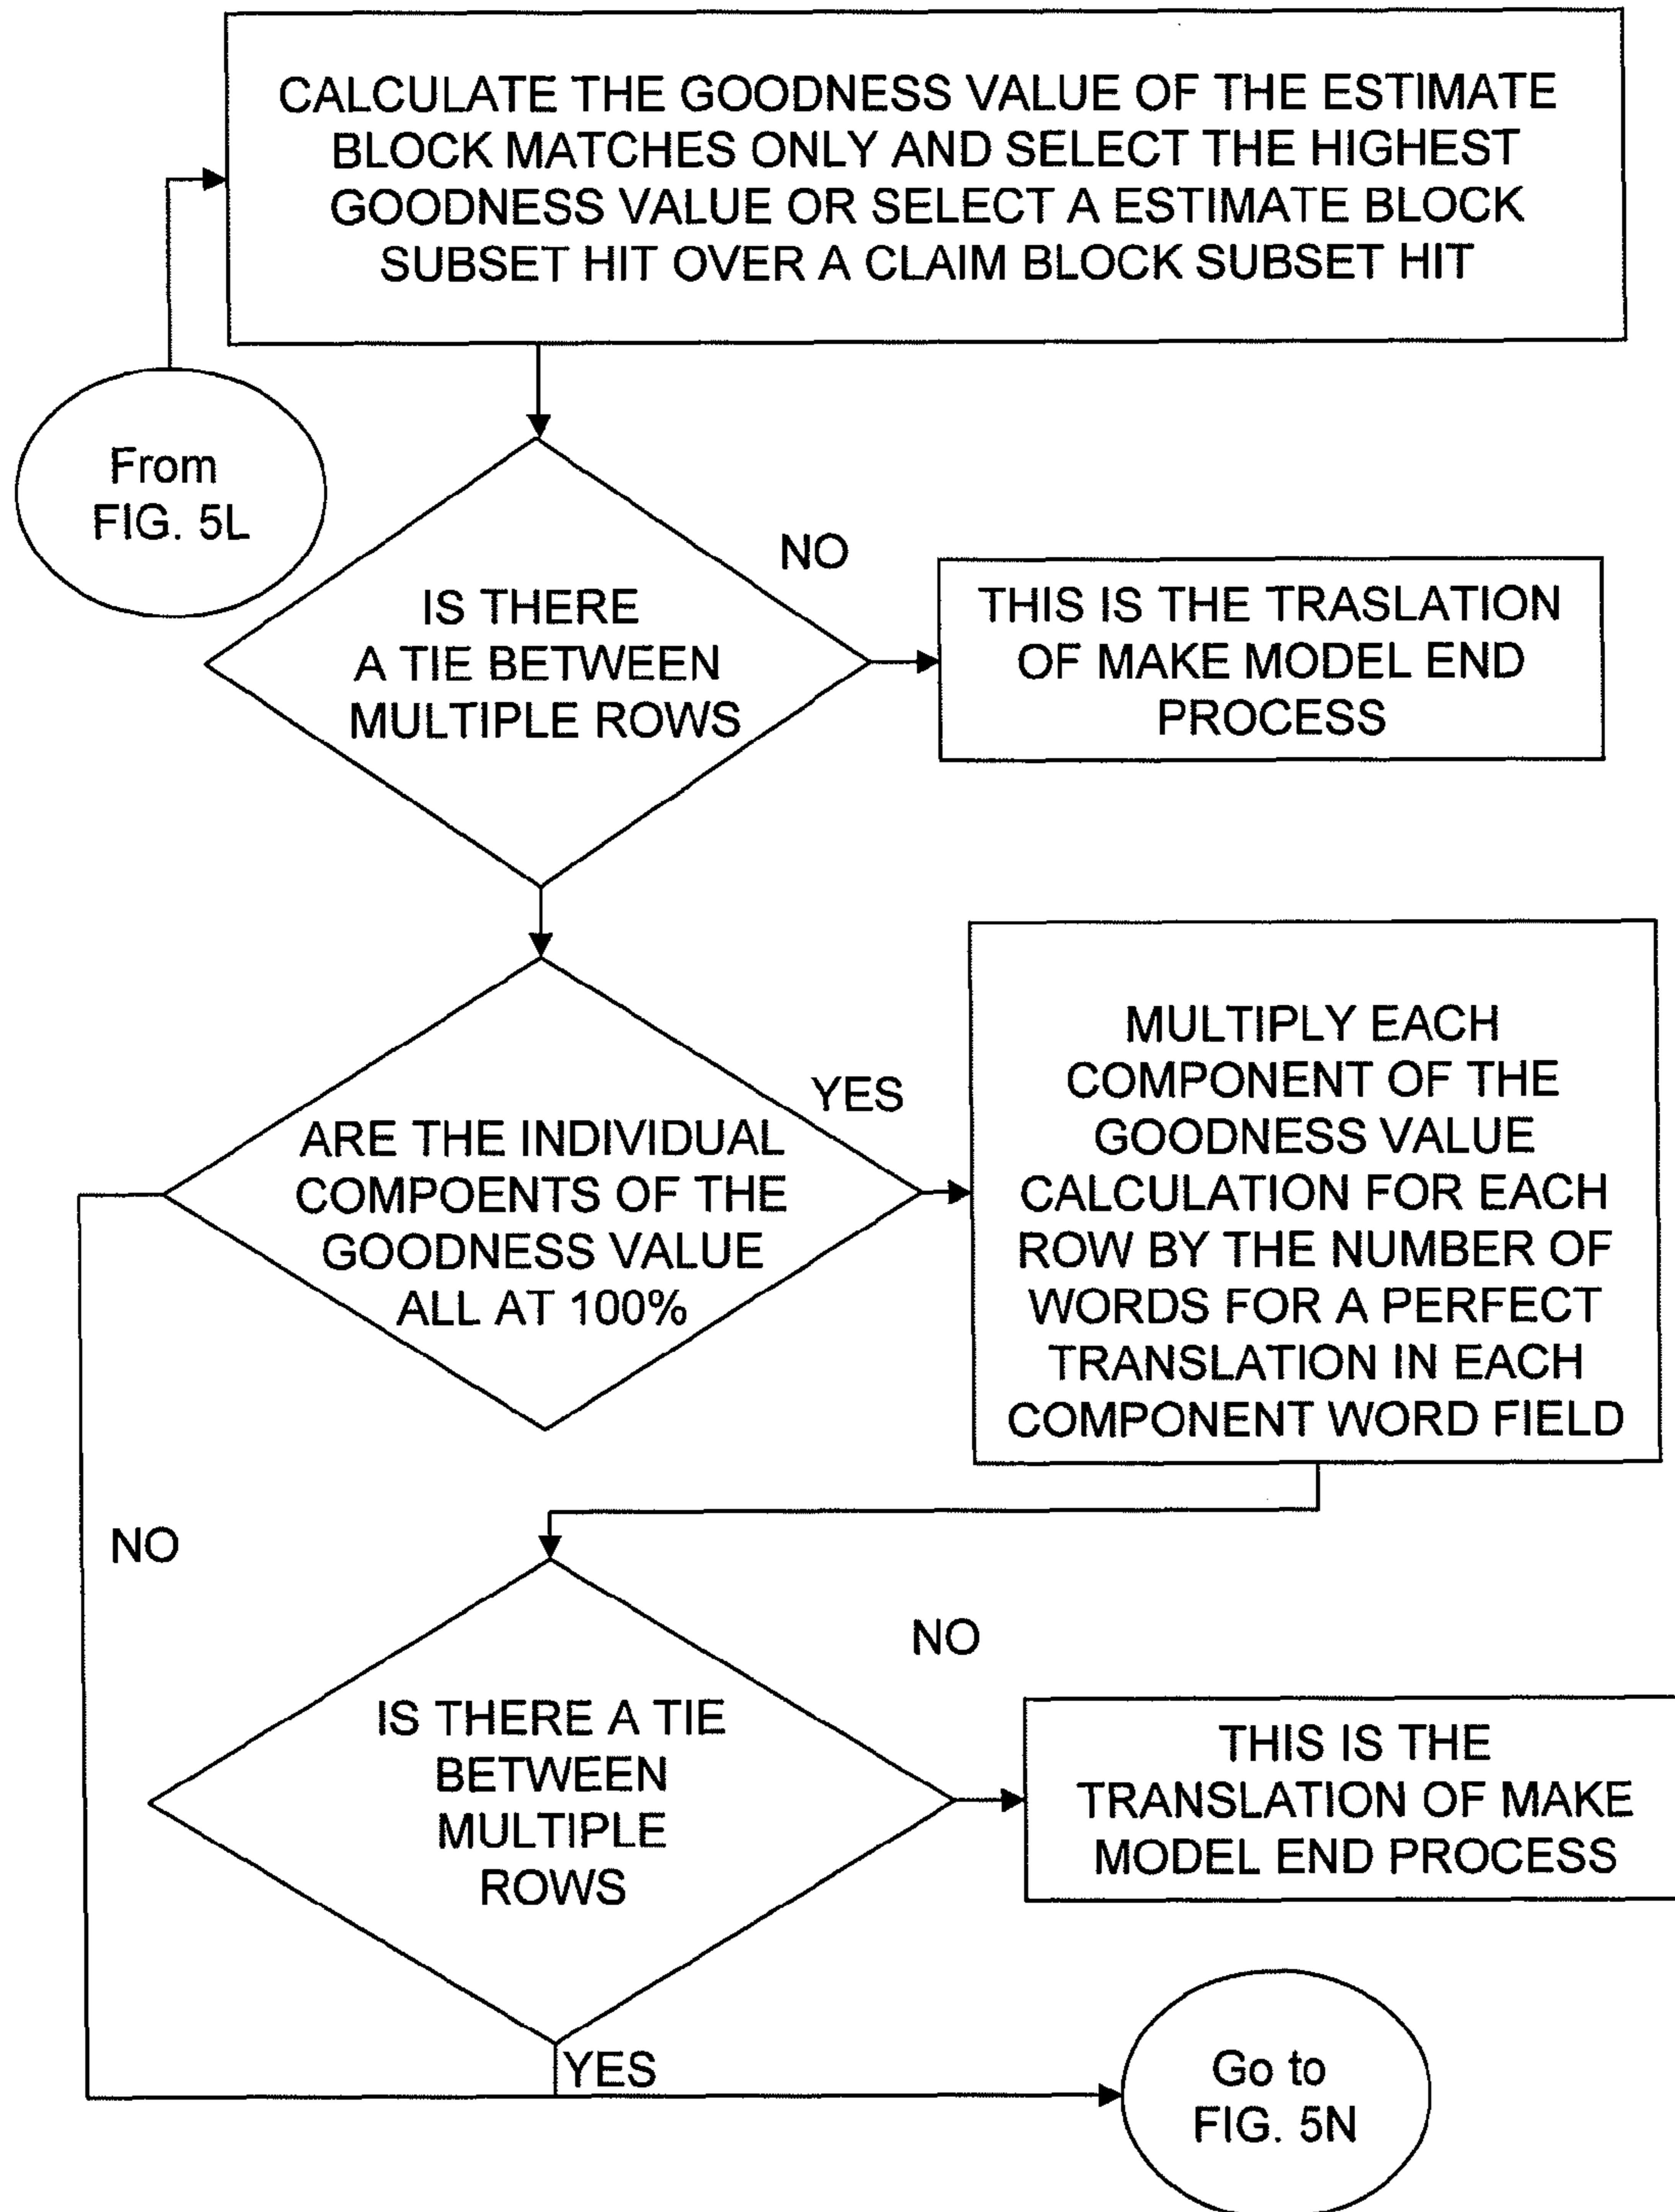 CALCULATE THE GOODNESS VALUE OF THE ESTIMATE
BLOCK MATCHES ONLY AND SELECT THE HIGHEST
GOODNESS VALUE OR SELECT A ESTIMATE BLOCK
SUBSET HIT OVER A CLAIM BLOCK SUBSET HIT
From
FIG. 5L
IS THERE
A TIE BETWEEN
MULTIPLE ROWS
NO
THIS IS THE TRASLATION
OF MAKE MODEL END
PROCESS
ARE THE INDIVIDUAL
COMPOENTS OF THE
GOODNESS VALUE
ALL AT 100%
YES
MULTIPLY EACH
COMPONENT OF THE
GOODNESS VALUE
CALCULATION FOR EACH
ROW BY THE NUMBER OF
WORDS FOR A PERFECT
TRANSLATION IN EACH
COMPONENT WORD FIELD
NO
IS THERE A TIE
BETWEEN
MULTIPLE
ROWS
NO
THIS IS THE
TRANSLATION OF MAKE
MODEL END PROCESS
YES
Go to
FIG. 5N